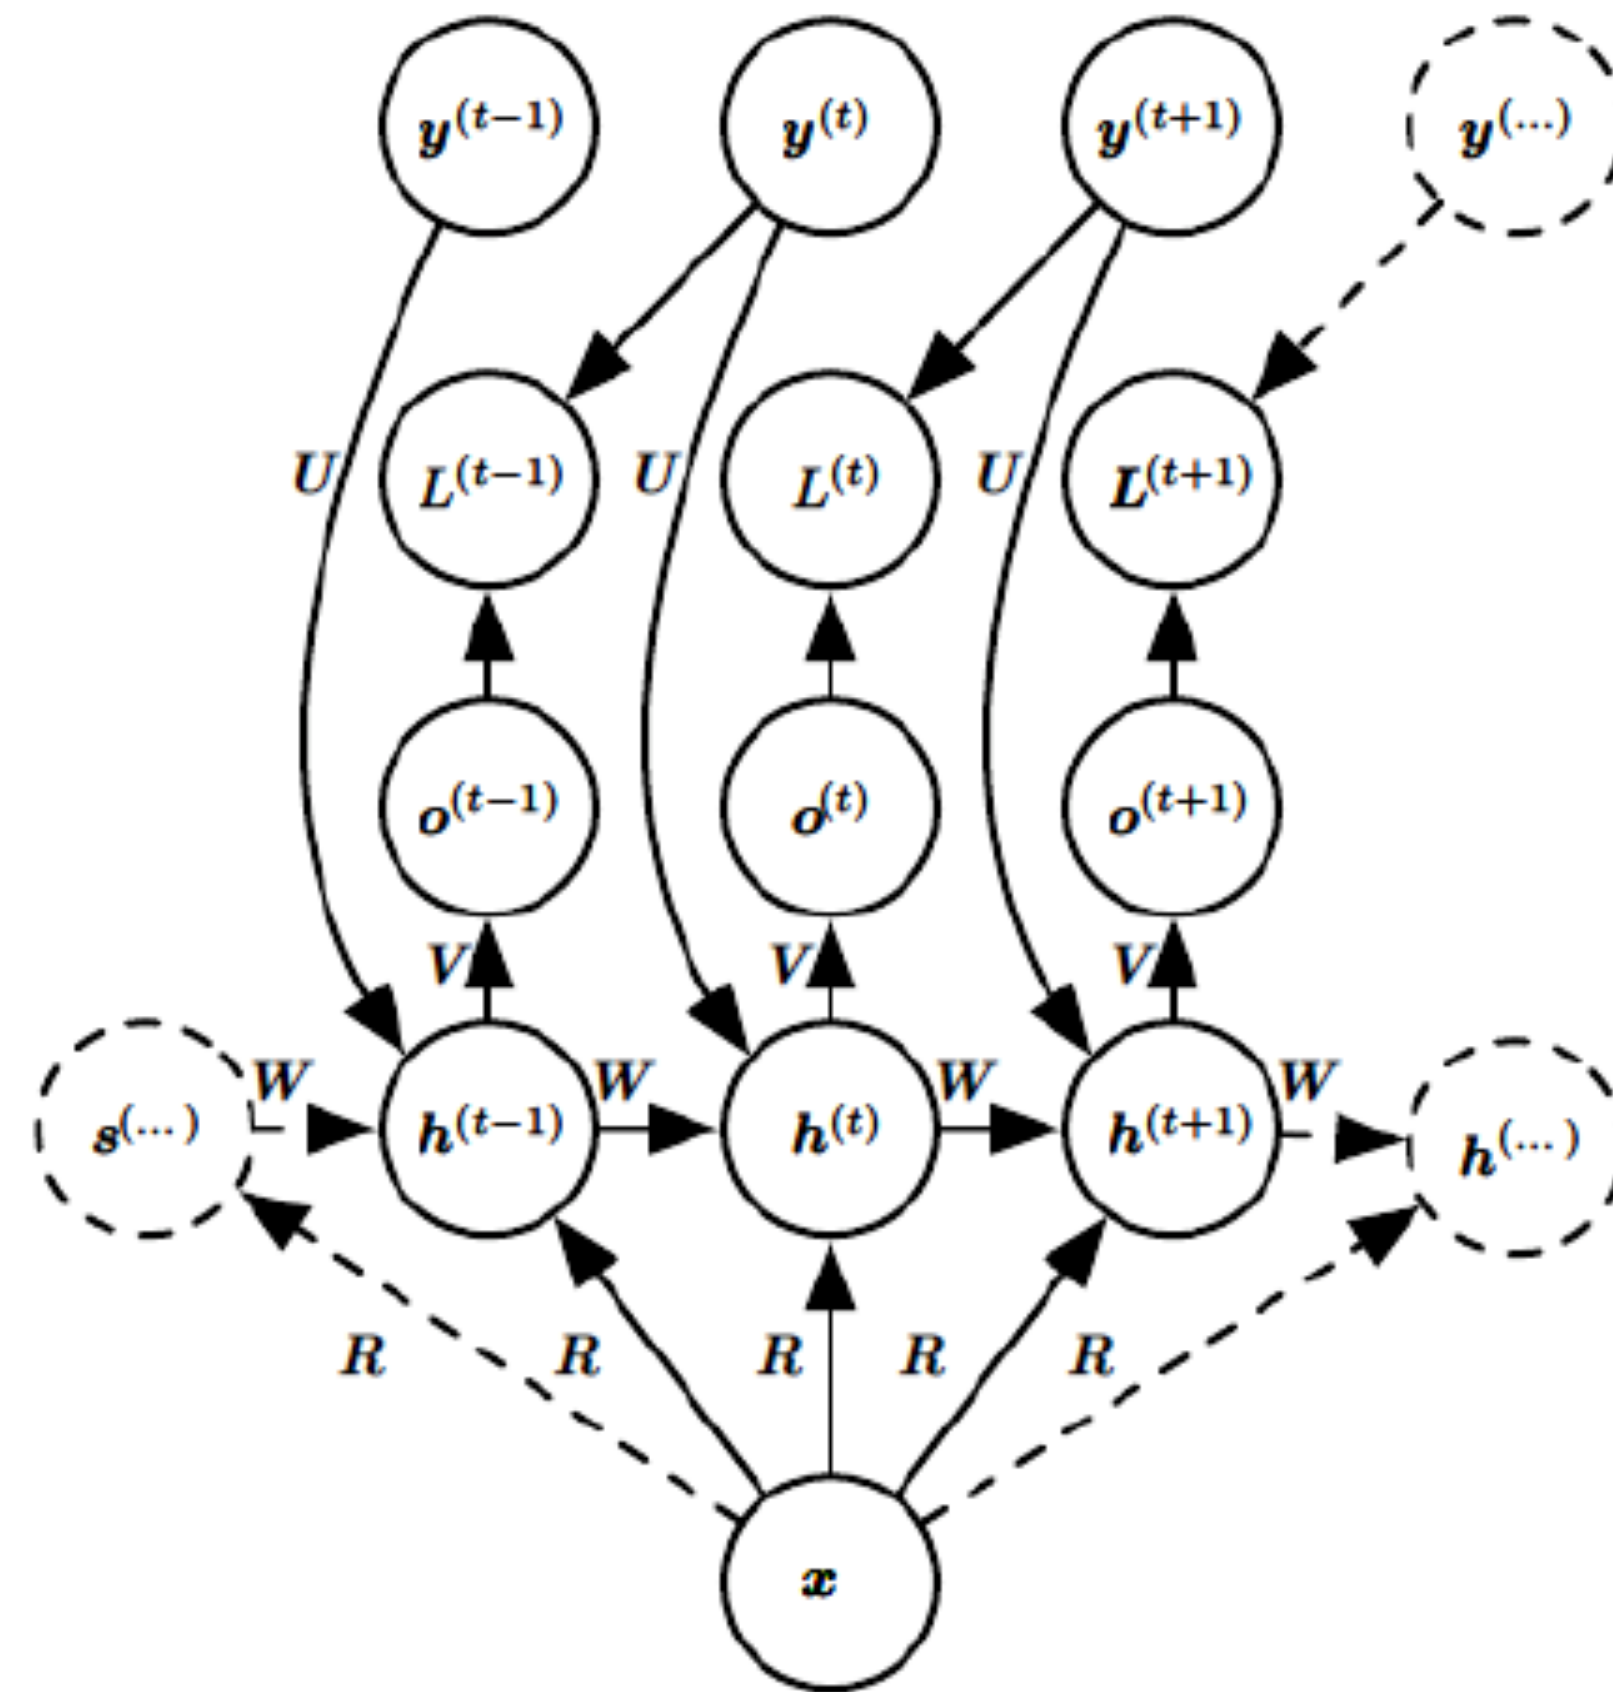 y^(t−1) y^(t) y^(t+1) y^(...)
U L^(t−1) U L^(t) U L^(t+1)
o^(t−1) o^(t) o^(t+1)
V V V
W W W W
s^(...) h^(t−1) h^(t) h^(t+1) h^(...)
R R R R R
x